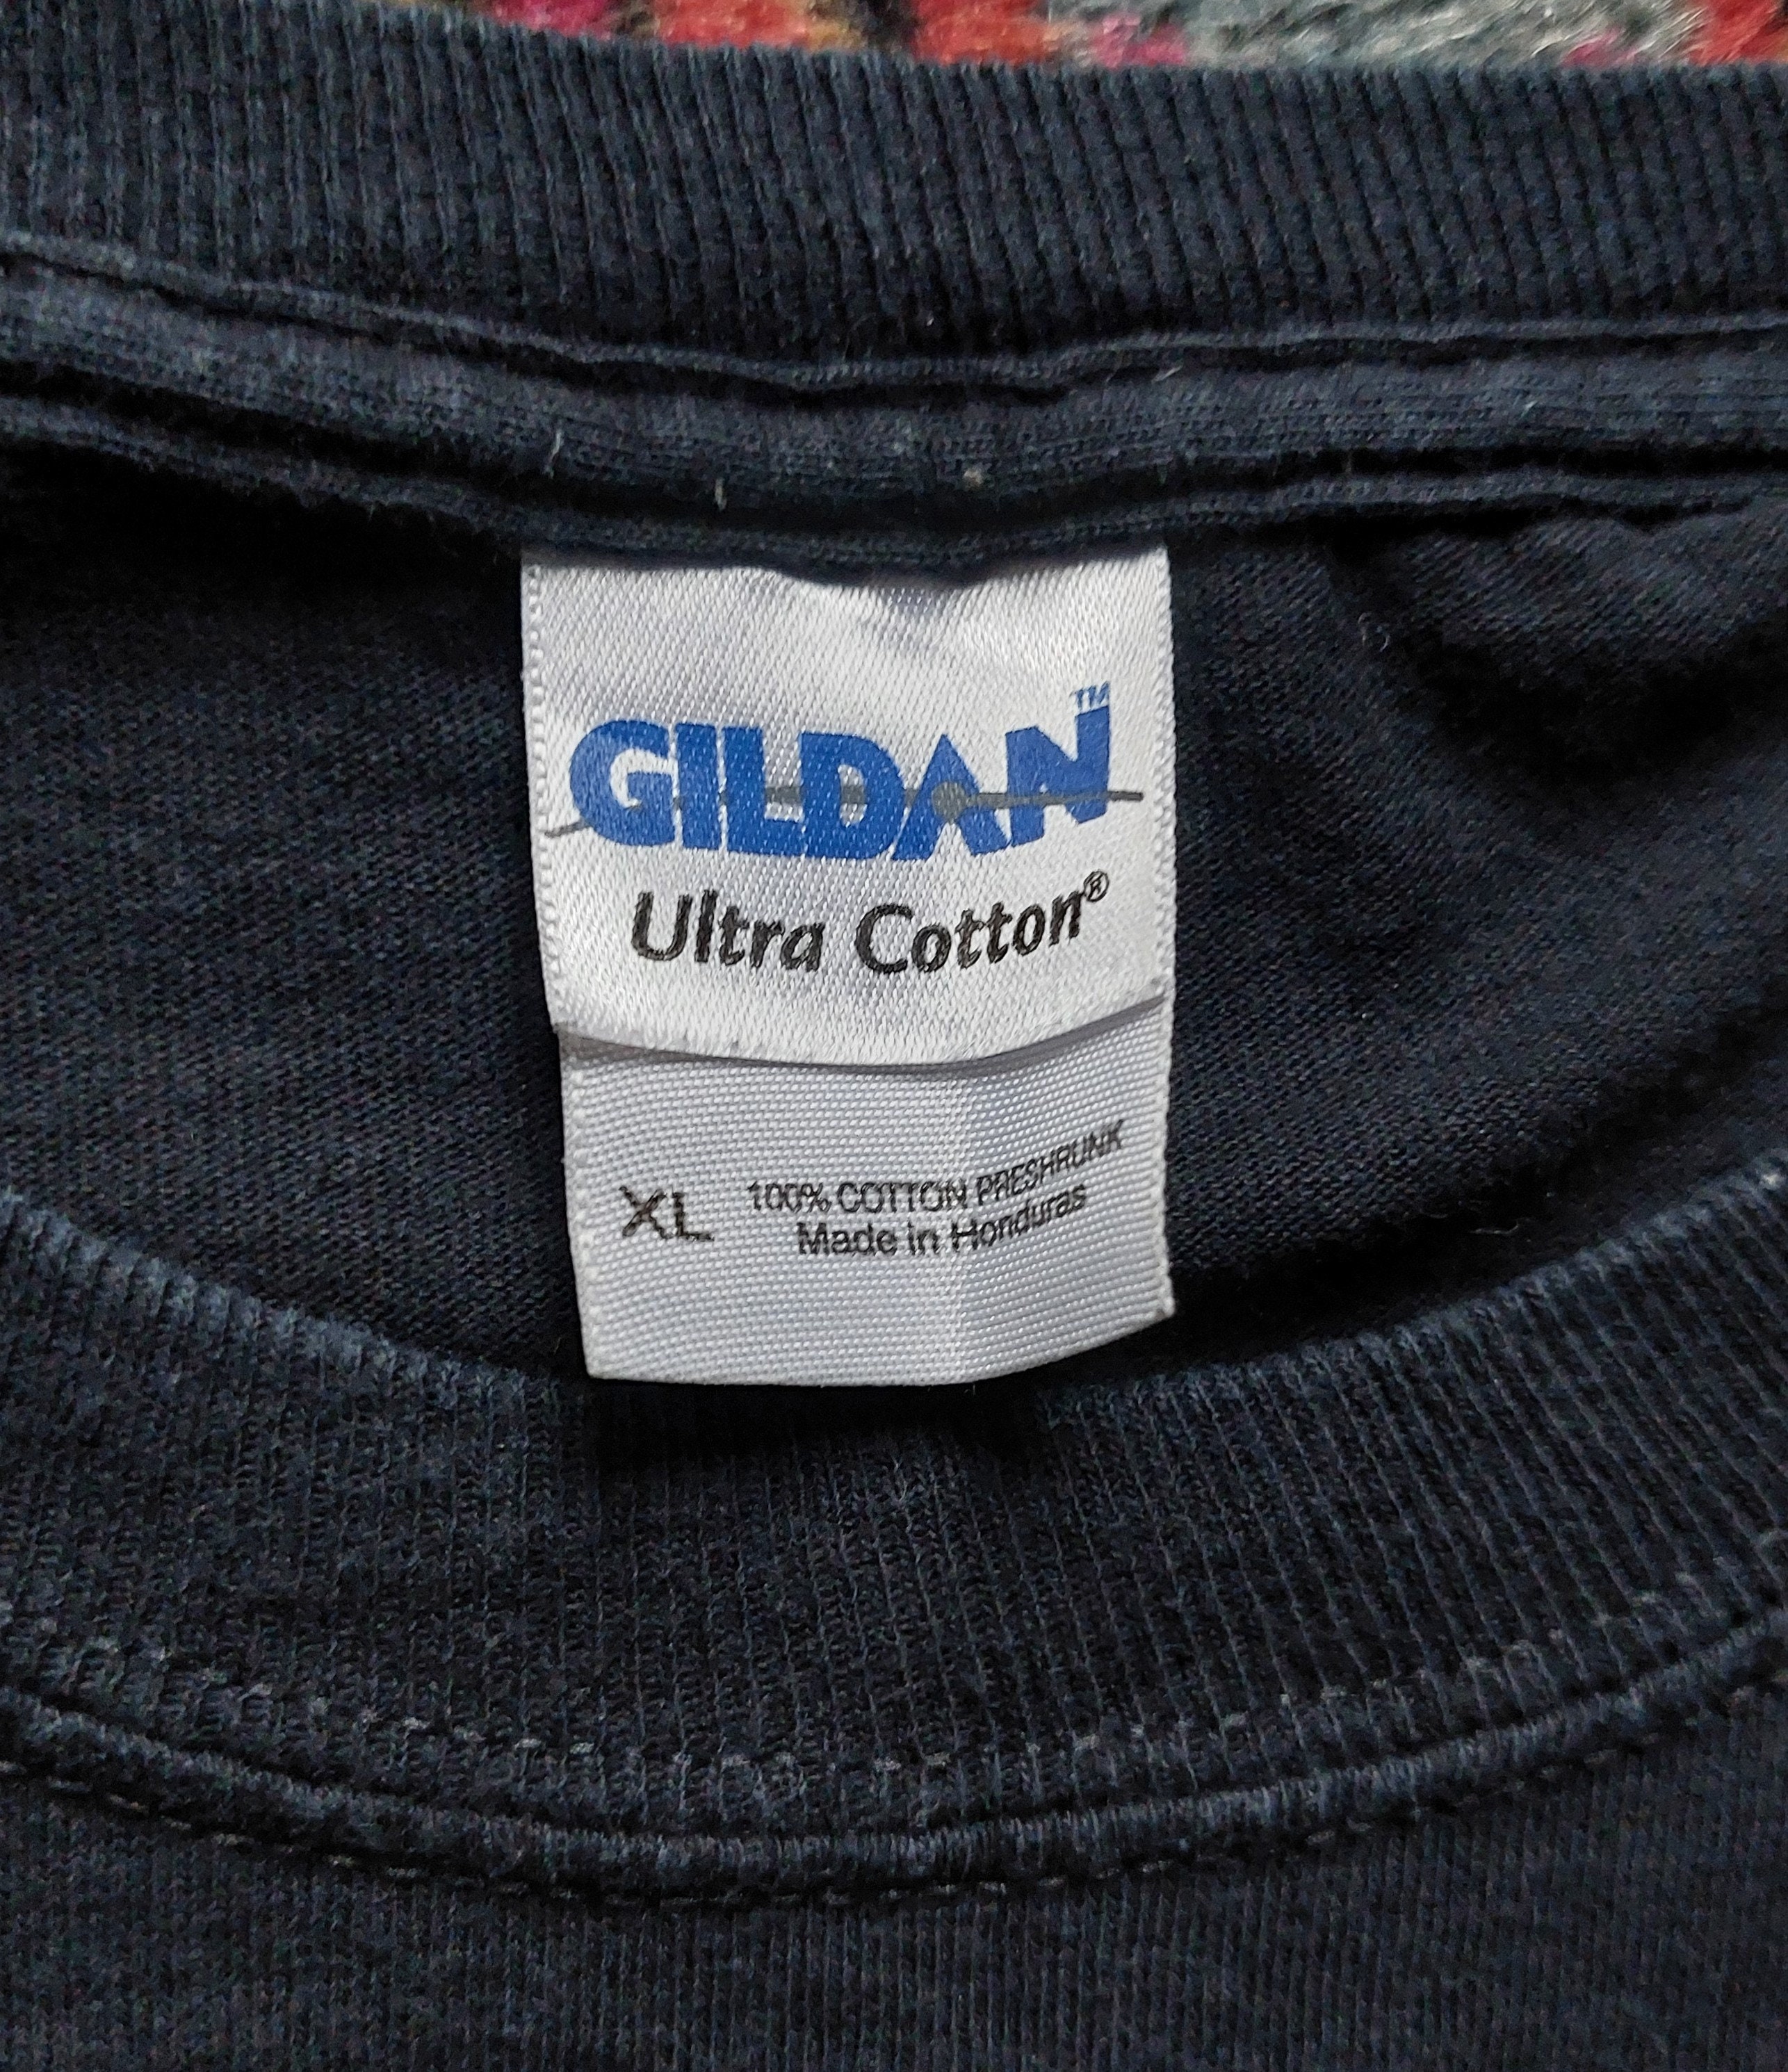 GILDAN™
Ultra Cotton®
XL 100% COTTON PRESHRUNK
Made in Honduras